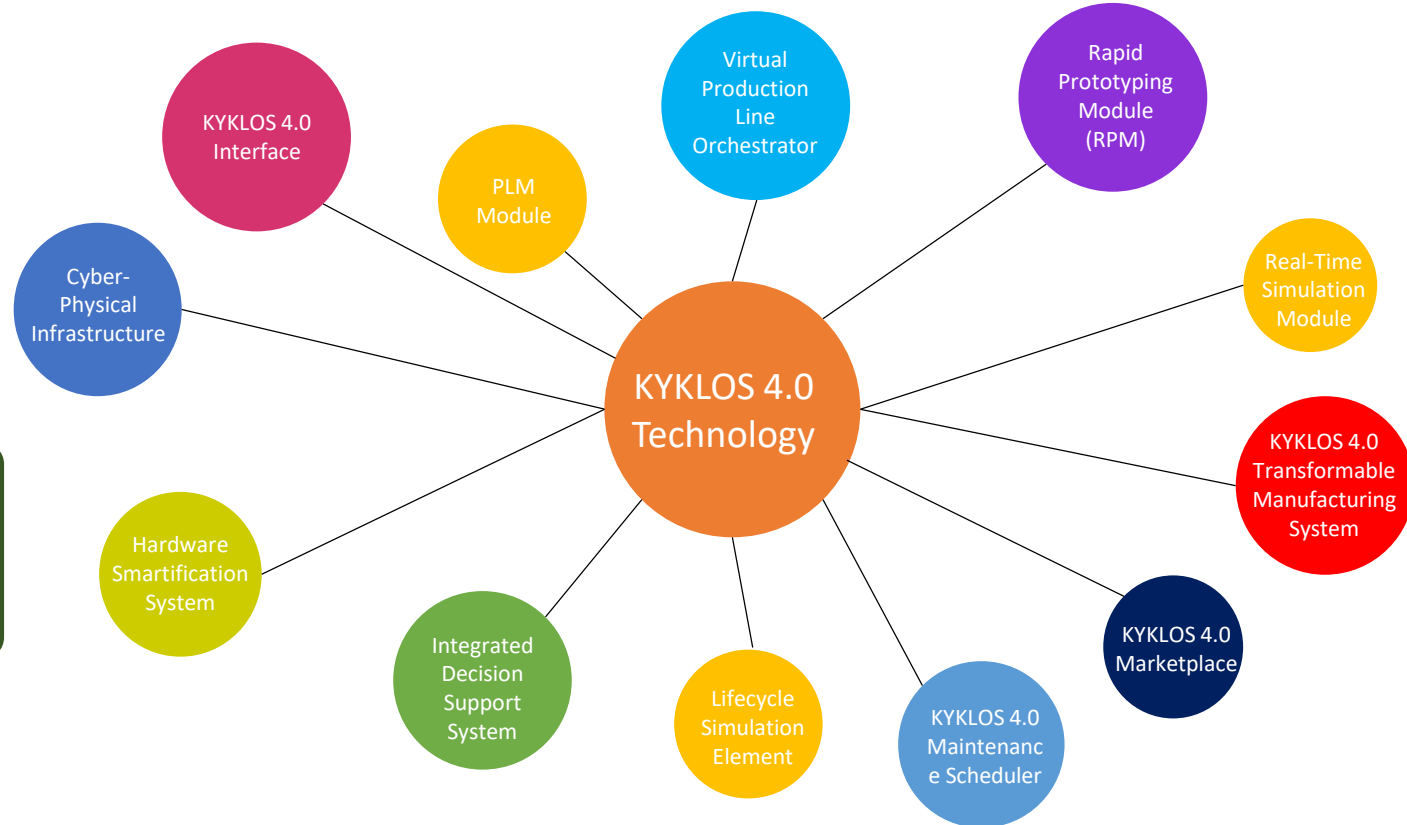 Virtual
Production
Line
Orchestrator
Rapid
Prototyping
Module
(RPM)
KYKLOS 4.0
Interface
PLM
Module
Cyber-
Physical
Infrastructure
Real-Time
Simulation
Module
KYKLOS 4.0
Technology
KYKLOS 4.0
Transformable
Manufacturing
System
Hardware
Smartification
System
Integrated
Decision
Support
System
Lifecycle
Simulation
Element
KYKLOS 4.0
Maintenanc
e Scheduler
KYKLOS 4.0
Marketplace